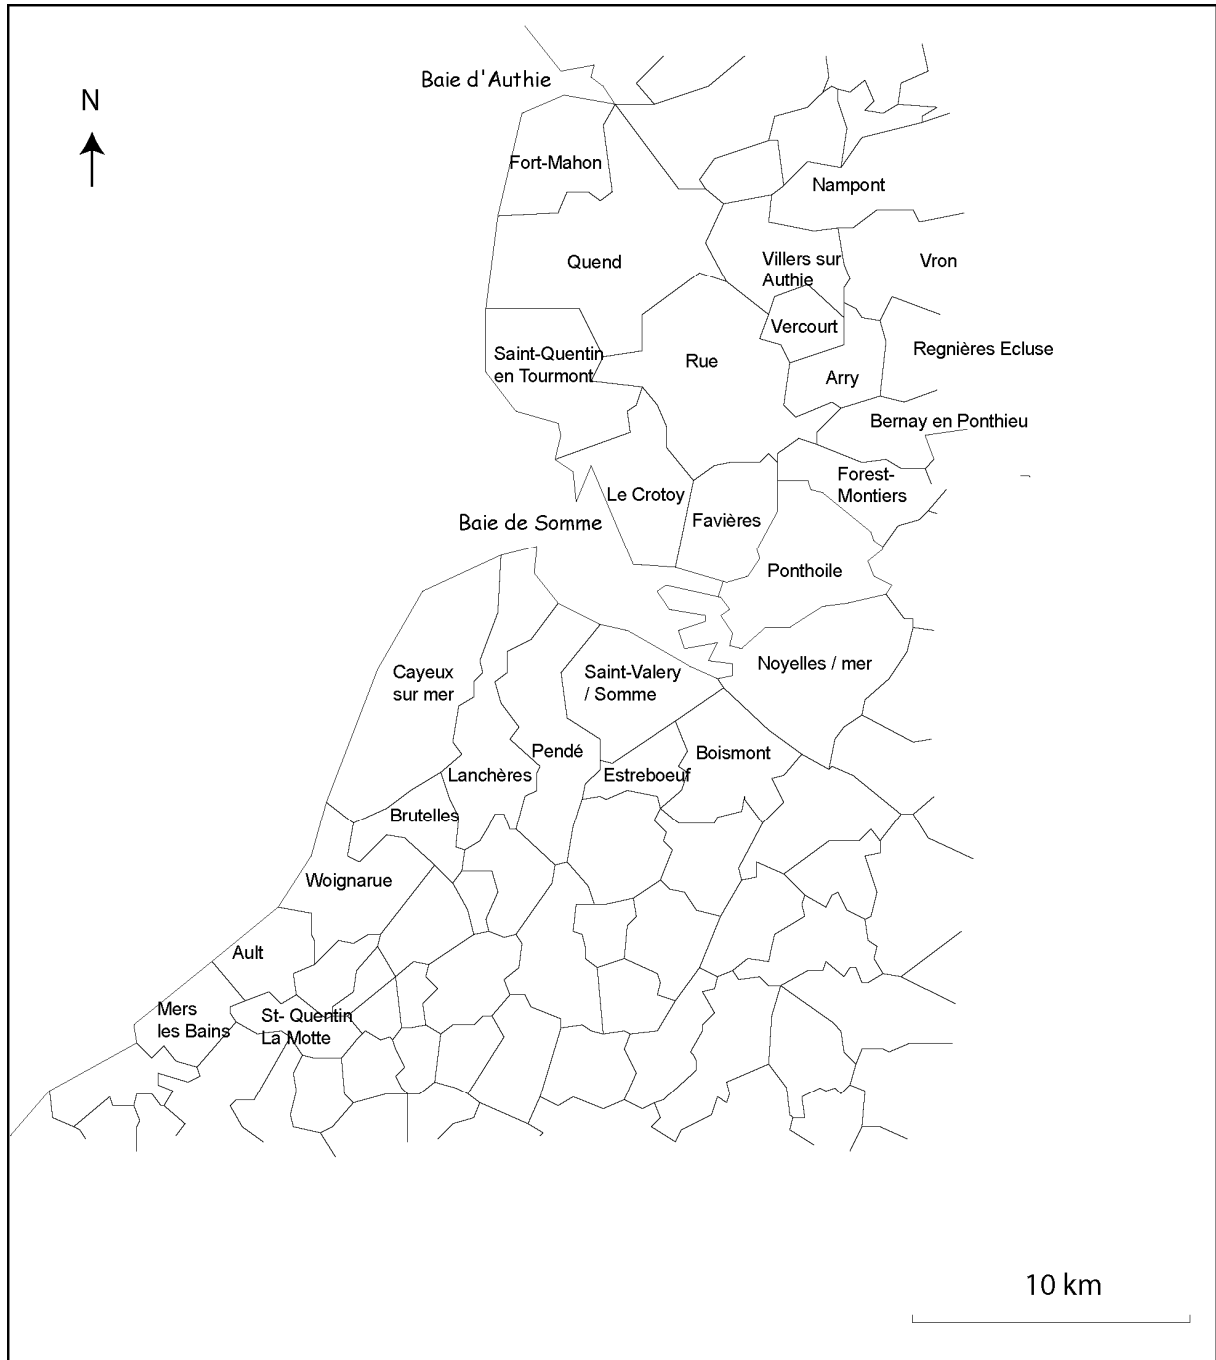 Baie d'Authie
N
Fort-Mahon
Nampont
Quend
Villers sur
Authie
Vron
Vercourt
Saint-Quentin
en Tourmont
Rue
Regnières Ecluse
Arry
Bernay en Ponthieu
Forest-
Montiers
Le Crotoy
Favières
Baie de Somme
Ponthoile
Cayeux
sur mer
Saint-Valery
/ Somme
Noyelles / mer
Pendé
Boismont
Lanchères
Estreboeuf
Brutelles
Woignarue
Ault
Mers
les Bains
St- Quentin
La Motte
10 km